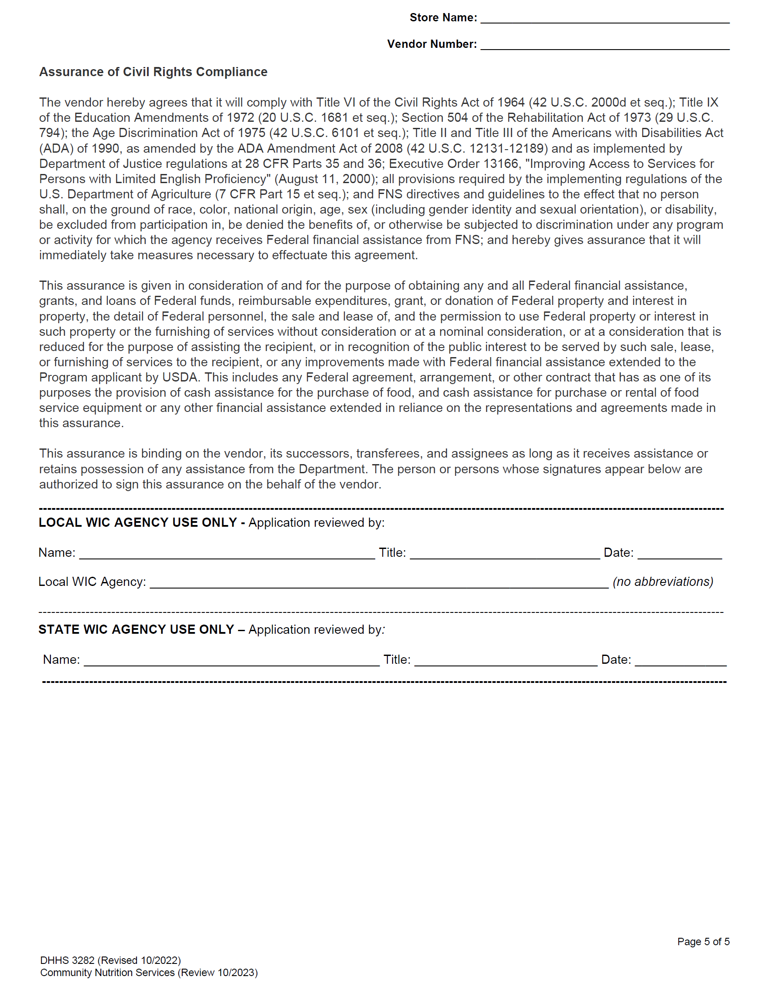 Store Name: ____________________
Vendor Number: ____________________
Assurance of Civil Rights Compliance
The vendor hereby agrees that it will comply with Title VI of the Civil Rights Act of 1964 (42 U.S.C. 2000d et seq.); Title IX
of the Education Amendments of 1972 (20 U.S.C. 1681 et seq.); Section 504 of the Rehabilitation Act of 1973 (29 U.S.C.
794); the Age Discrimination Act of 1975 (42 U.S.C. 6101 et seq.); Title II and Title III of the Americans with Disabilities Act
(ADA) of 1990, as amended by the ADA Amendment Act of 2008 (42 U.S.C. 12131-12189) and as implemented by
Department of Justice regulations at 28 CFR Parts 35 and 36; Executive Order 13166, "Improving Access to Services for
Persons with Limited English Proficiency" (August 11, 2000); all provisions required by the implementing regulations of the
U.S. Department of Agriculture (7 CFR Part 15 et seq.); and FNS directives and guidelines to the effect that no person
shall, on the ground of race, color, national origin, age, sex (including gender identity and sexual orientation), or disability,
be excluded from participation in, be denied the benefits of, or otherwise be subjected to discrimination under any program
or activity for which the agency receives Federal financial assistance from FNS; and hereby gives assurance that it will
immediately take measures necessary to effectuate this agreement.
This assurance is given in consideration of and for the purpose of obtaining any and all Federal financial assistance,
grants, and loans of Federal funds, reimbursable expenditures, grant, or donation of Federal property and interest in
property, the detail of Federal personnel, the sale and lease of, and the permission to use Federal property or interest in
such property or the furnishing of services without consideration or at a nominal consideration, or at a consideration that is
reduced for the purpose of assisting the recipient, or in recognition of the public interest to be served by such sale, lease,
or furnishing of services to the recipient, or any improvements made with Federal financial assistance extended to the
Program applicant by USDA. This includes any Federal agreement, arrangement, or other contract that has as one of its
purposes the provision of cash assistance for the purchase of food, and cash assistance for purchase or rental of food
service equipment or any other financial assistance extended in reliance on the representations and agreements made in
this assurance.
This assurance is binding on the vendor, its successors, transferees, and assignees as long as it receives assistance or
retains possession of any assistance from the Department. The person or persons whose signatures appear below are
authorized to sign this assurance on the behalf of the vendor.
LOCAL WIC AGENCY USE ONLY - Application reviewed by:
Name: ____________________ Title: ____________________ Date: __________
Local WIC Agency: ____________________ (no abbreviations)
STATE WIC AGENCY USE ONLY – Application reviewed by:
Name: ____________________ Title: ____________________ Date: __________
Page 5 of 5
DHHS 3282 (Revised 10/2022)
Community Nutrition Services (Review 10/2023)